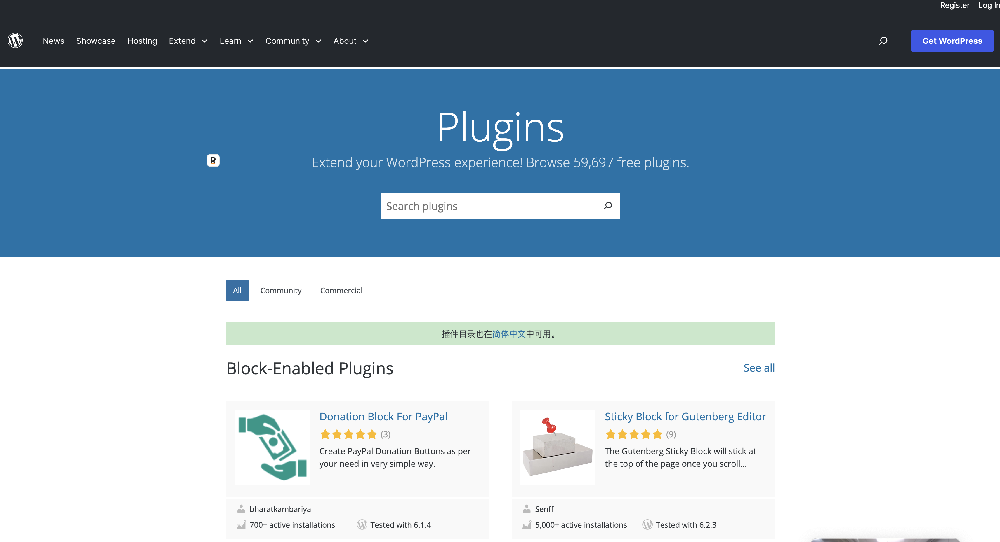 Register Log In
News Showcase Hosting Extend Learn Community About
Get WordPress
Plugins
R
Extend your WordPress experience! Browse 59,697 free plugins.
Search plugins
All Community Commercial
插件目录也在简体中文中可用。
Block-Enabled Plugins See all
Donation Block For PayPal
(3)
Create PayPal Donation Buttons as per
your need in very simple way.
bharatkambariya
700+ active installations Tested with 6.1.4
Sticky Block for Gutenberg Editor
(9)
The Gutenberg Sticky Block will stick at
the top of the page once you scroll...
Senff
5,000+ active installations Tested with 6.2.3